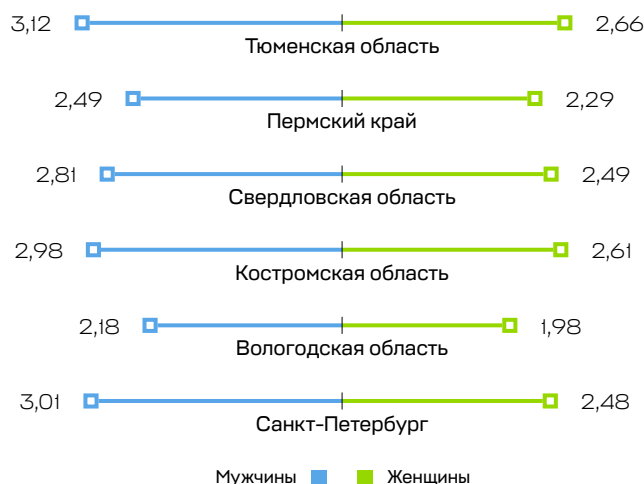 3,12 2,66
Тюменская область
2,49 2,29
Пермский край
2,81 2,49
Свердловская область
2,98 2,61
Костромская область
2,18 1,98
Вологодская область
3,01 2,48
Санкт-Петербург
Мужчины Женщины